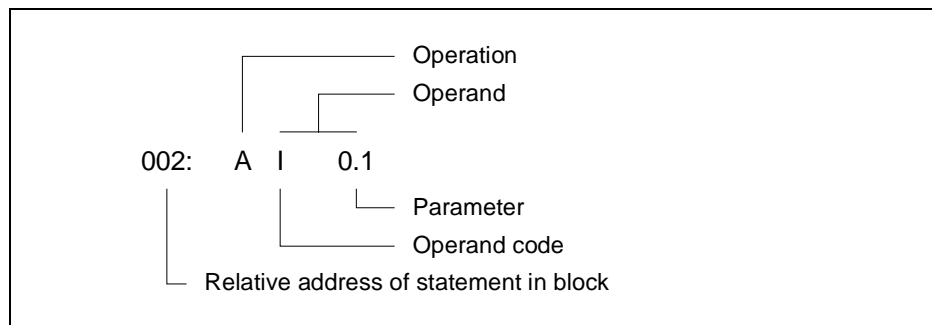 Operation
Operand
002: A I 0.1
Parameter
Operand code
Relative address of statement in block